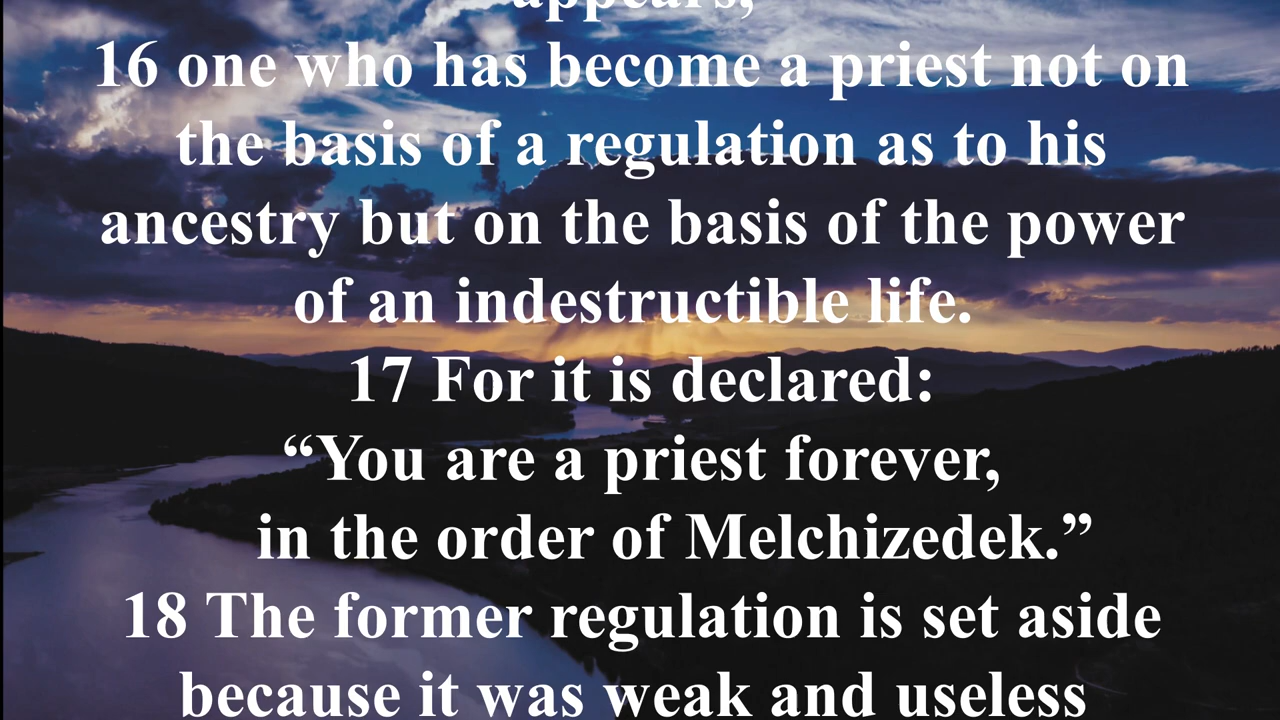 appears,
16 one who has become a priest not on
the basis of a regulation as to his
ancestry but on the basis of the power
of an indestructible life.
17 For it is declared:
“You are a priest forever,
in the order of Melchizedek.”
18 The former regulation is set aside
because it was weak and useless